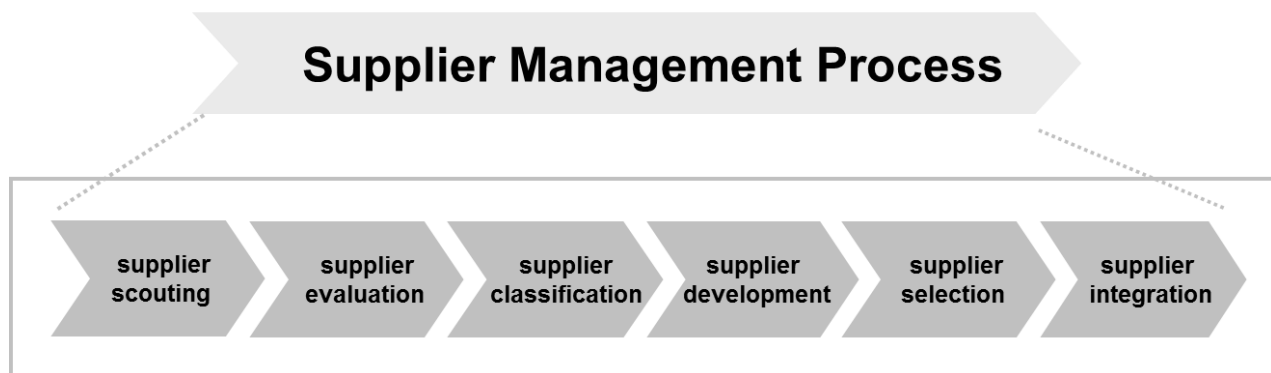 Supplier Management Process
supplier
scouting
supplier
evaluation
supplier
classification
supplier
development
supplier
selection
supplier
integration